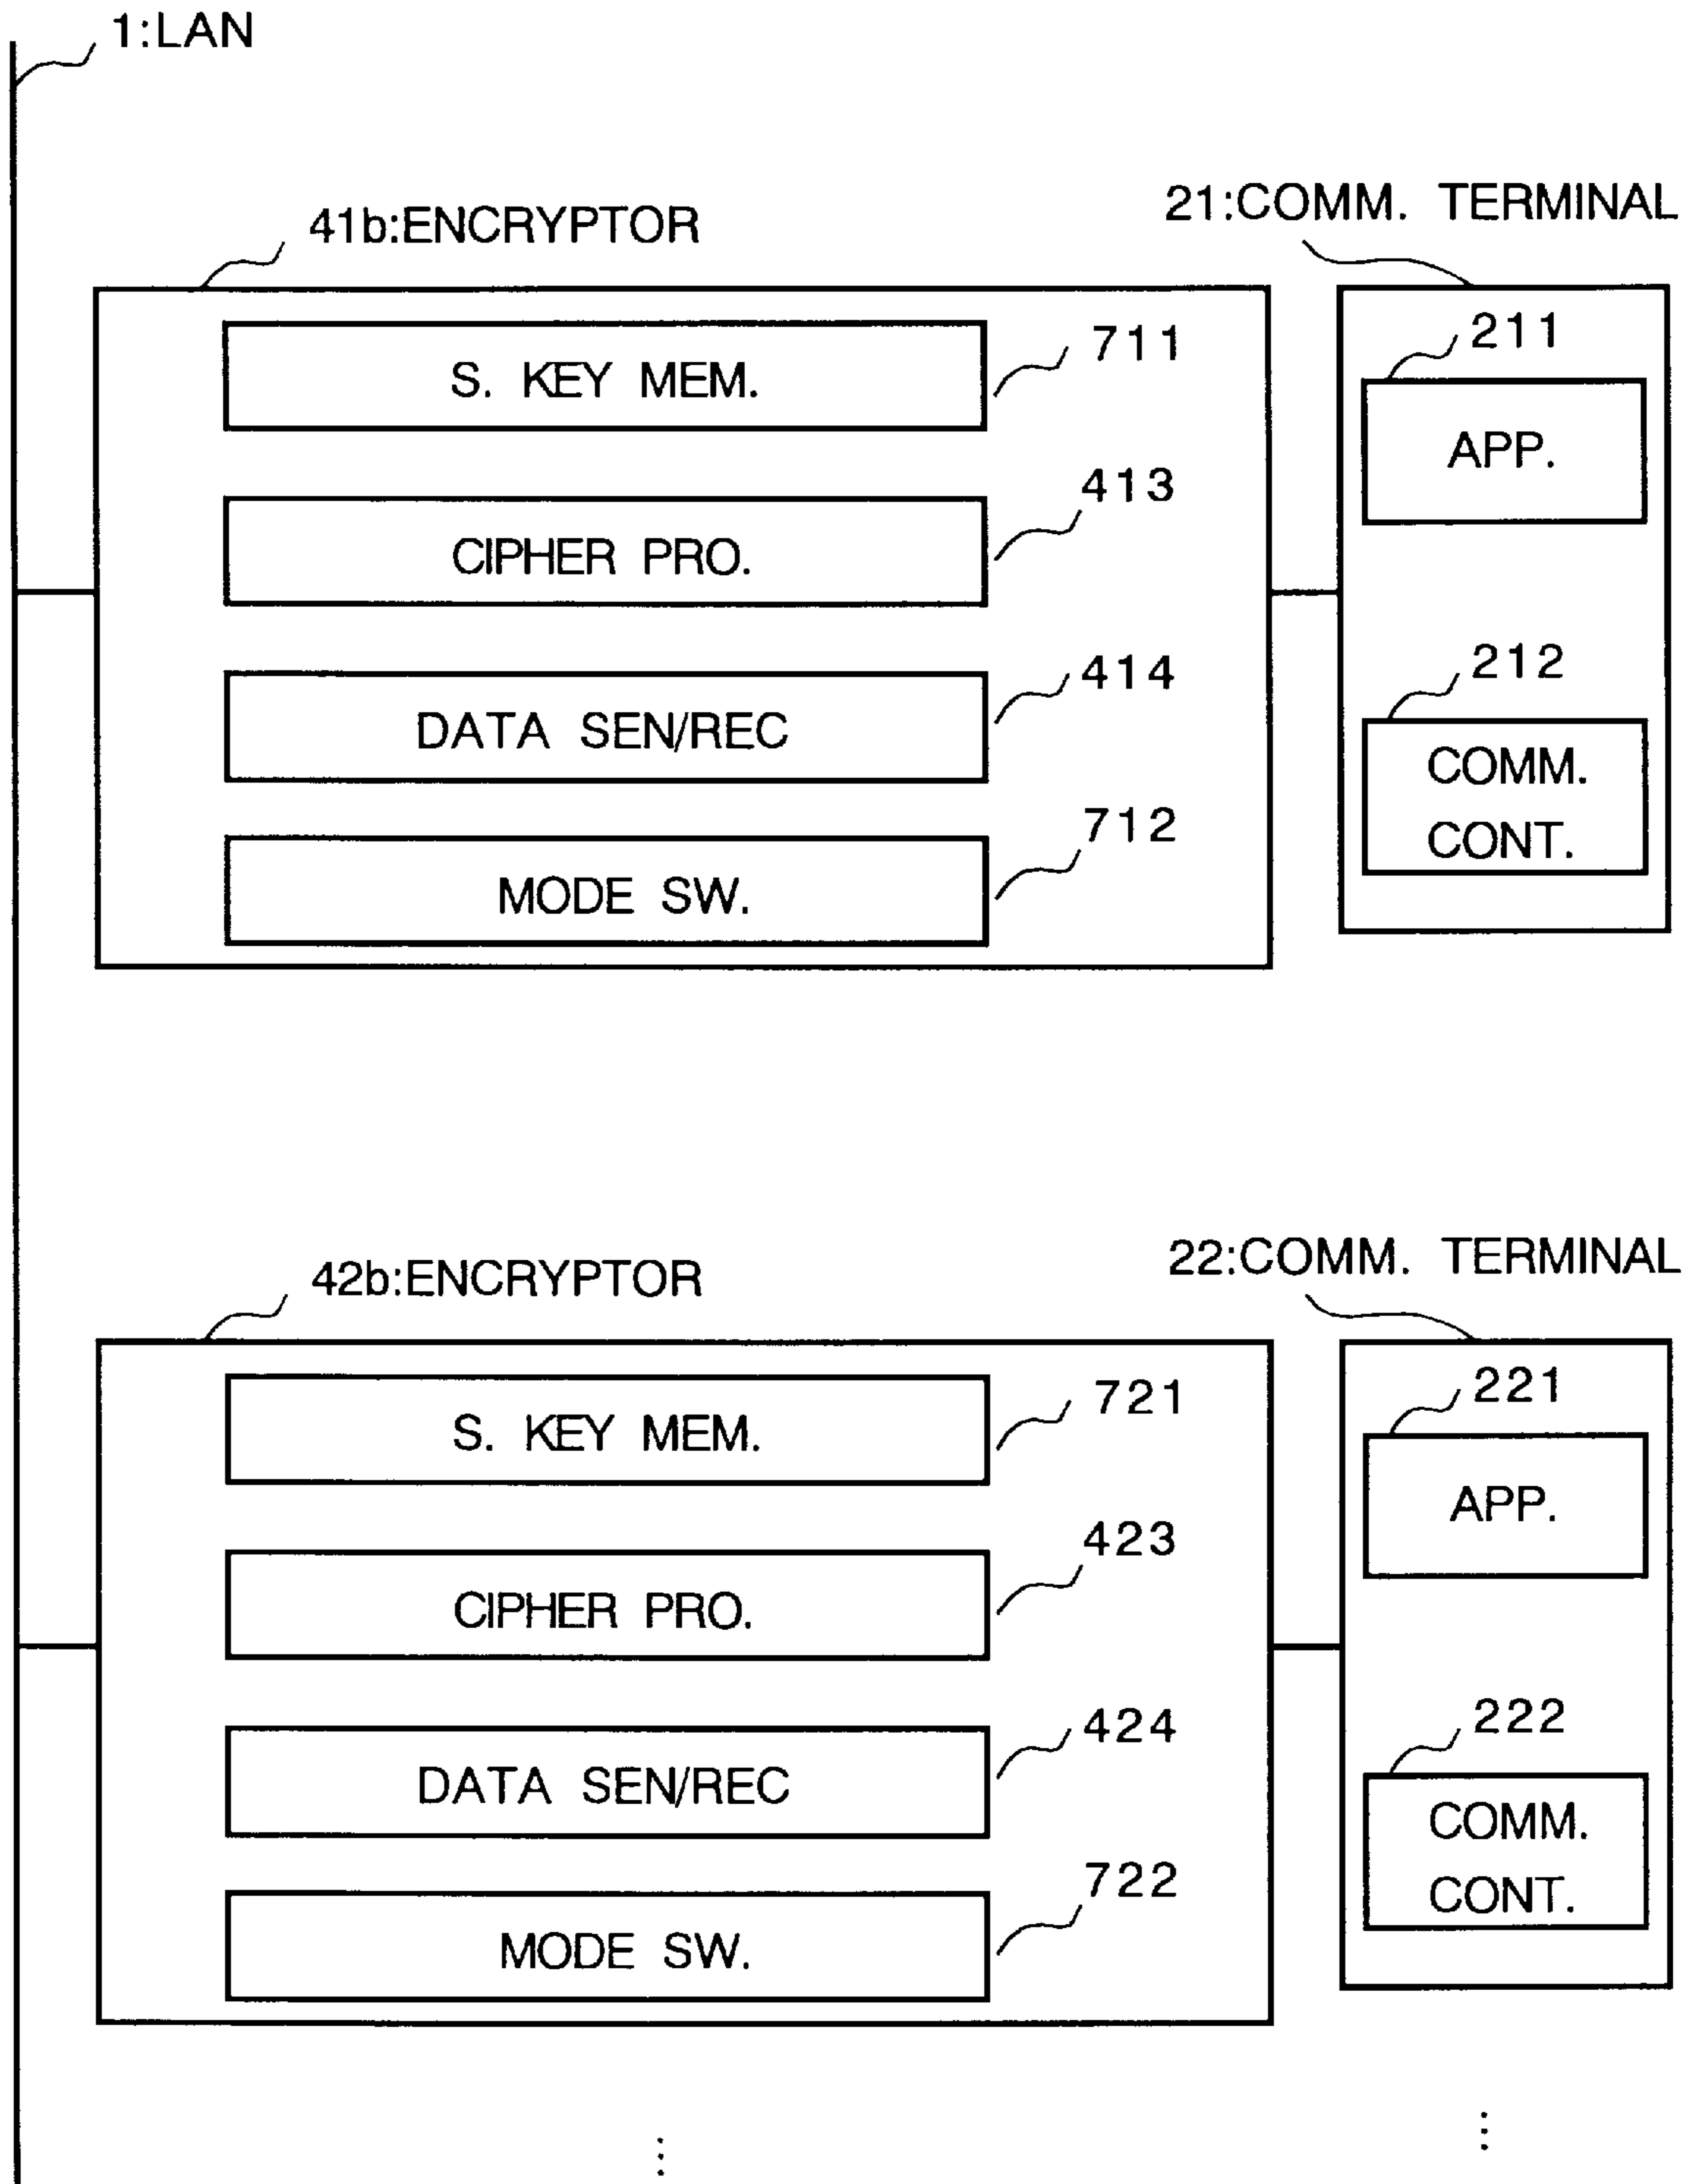 1:LAN
41b:ENCRYPTOR
21:COMM. TERMINAL
S. KEY MEM.
711
CIPHER PRO.
413
DATA SEN/REC
414
MODE SW.
712
211
APP.
212
COMM.
CONT.
42b:ENCRYPTOR
22:COMM. TERMINAL
S. KEY MEM.
721
CIPHER PRO.
423
DATA SEN/REC
424
MODE SW.
722
221
APP.
222
COMM.
CONT.